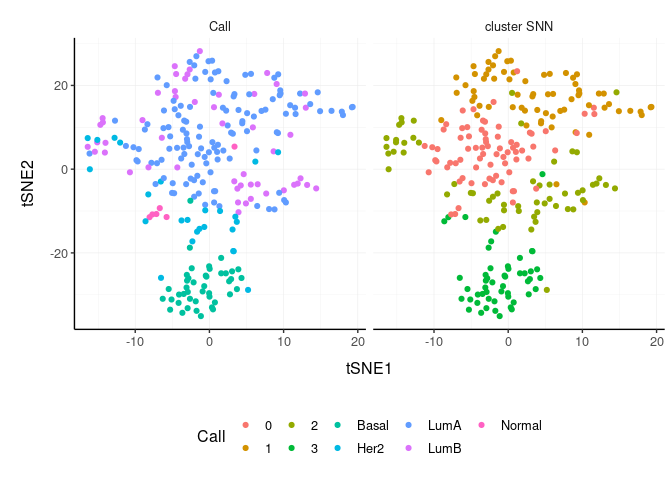 Call cluster SNN
20
0
-20
tSNE2
-10 0 10 20 -10 0 10 20
tSNE1
Call 0 2 Basal LumA Normal
1 3 Her2 LumB